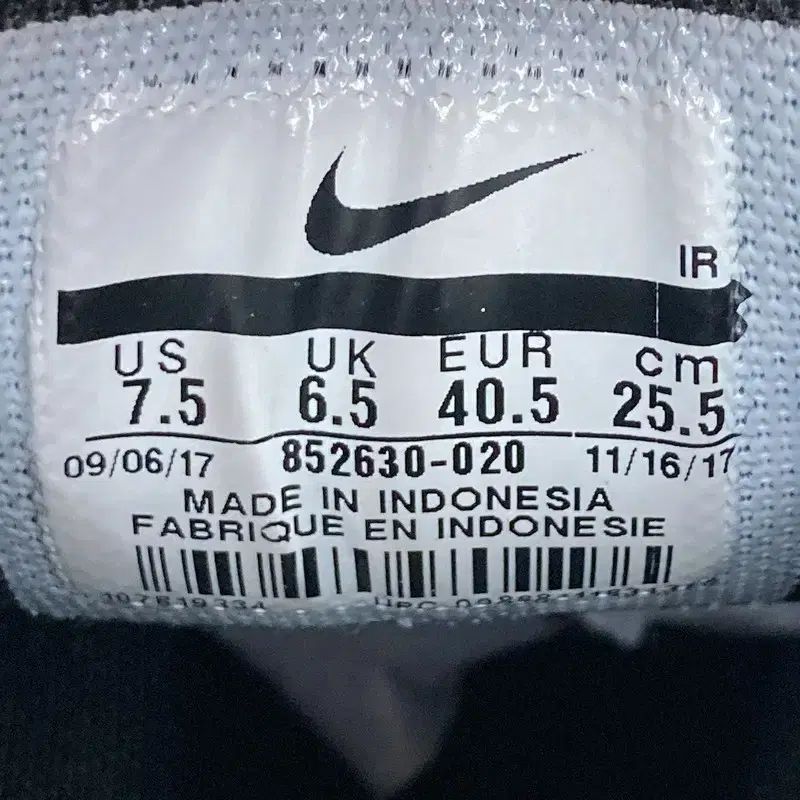 IR
US UK EUR cm
7.5 6.5 40.5 25.5
09/06/17 852630-020 11/16/17
MADE IN INDONESIA
FABRIQUE EN INDONESIE